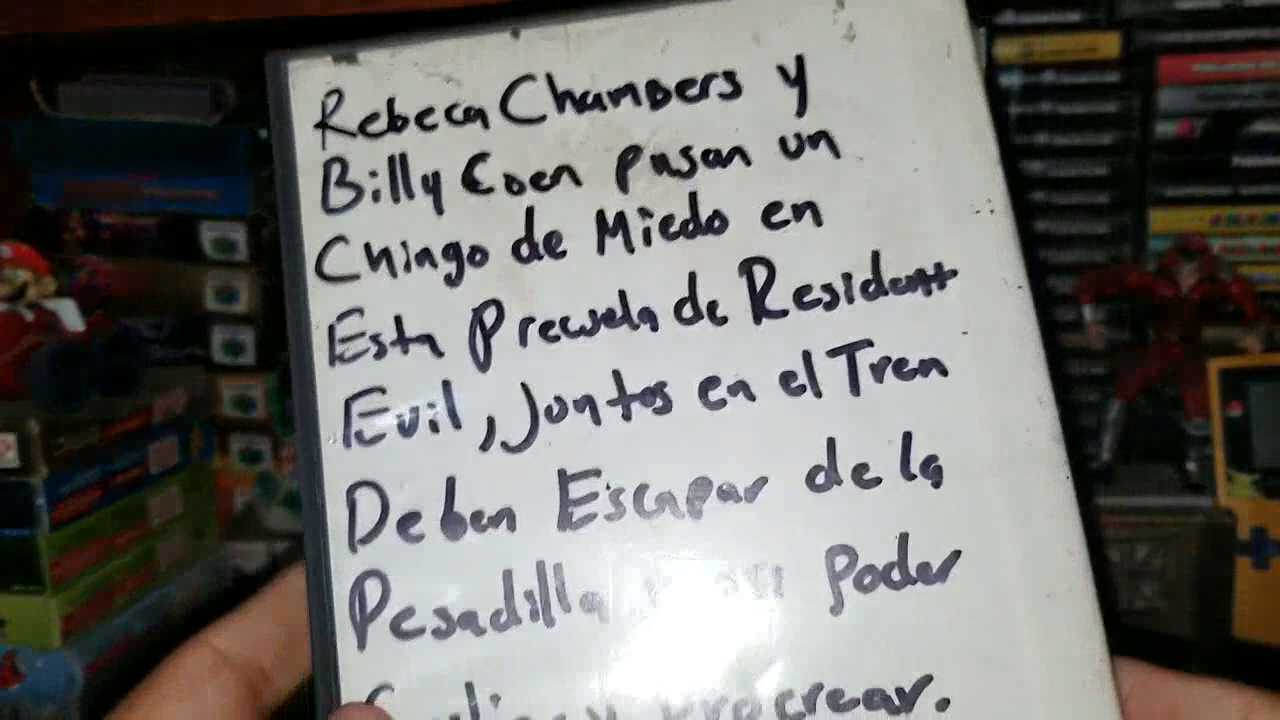 Rebeca Chambers y
Billy Coen pasan un
Chingo de Miedo en
Esta Precuela de Resident
Evil, Juntos en el Tren
Deben Escapar de la
Pesadilla poder
y procrear.